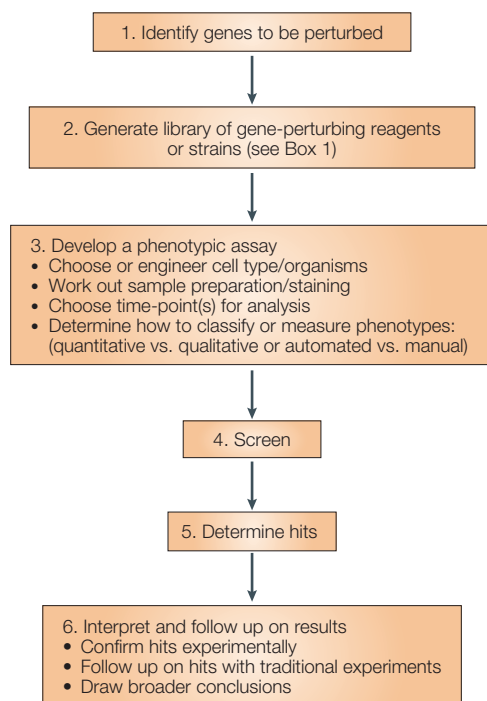 1. Identify genes to be perturbed
2. Generate library of gene-perturbing reagents
or strains (see Box 1)
3. Develop a phenotypic assay
• Choose or engineer cell type/organisms
• Work out sample preparation/staining
• Choose time-point(s) for analysis
• Determine how to classify or measure phenotypes:
(quantitative vs. qualitative or automated vs. manual)
4. Screen
5. Determine hits
6. Interpret and follow up on results
• Confirm hits experimentally
• Follow up on hits with traditional experiments
• Draw broader conclusions